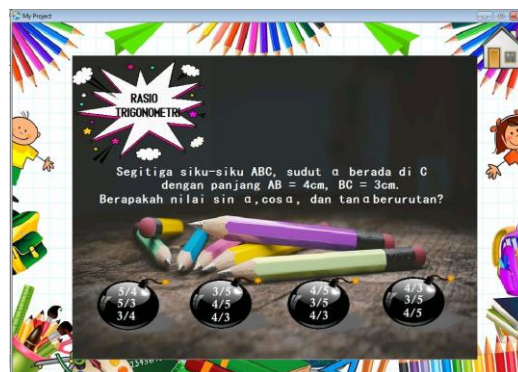 My Project
RASIO
TRIGONOMETRI
Segitiga siku-siku ABC, sudut α berada di C
dengan panjang AB = 4cm, BC = 3cm.
Berapakah nilai sin α,cosα, dan tanαberurutan?
5/4
5/3
3/4
3/5
4/5
4/3
4/5
3/5
4/3
4/3
3/5
4/5